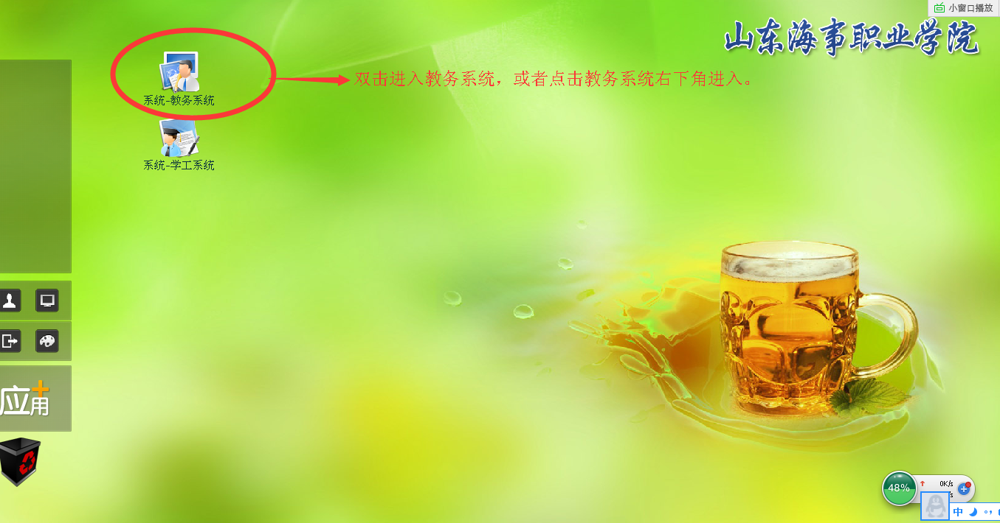 小窗口播放
山东海事职业学院
双击进入教务系统，或者点击教务系统右下角进入。
系统-教务系统
系统-学工系统
应用
48%
0K/s
中